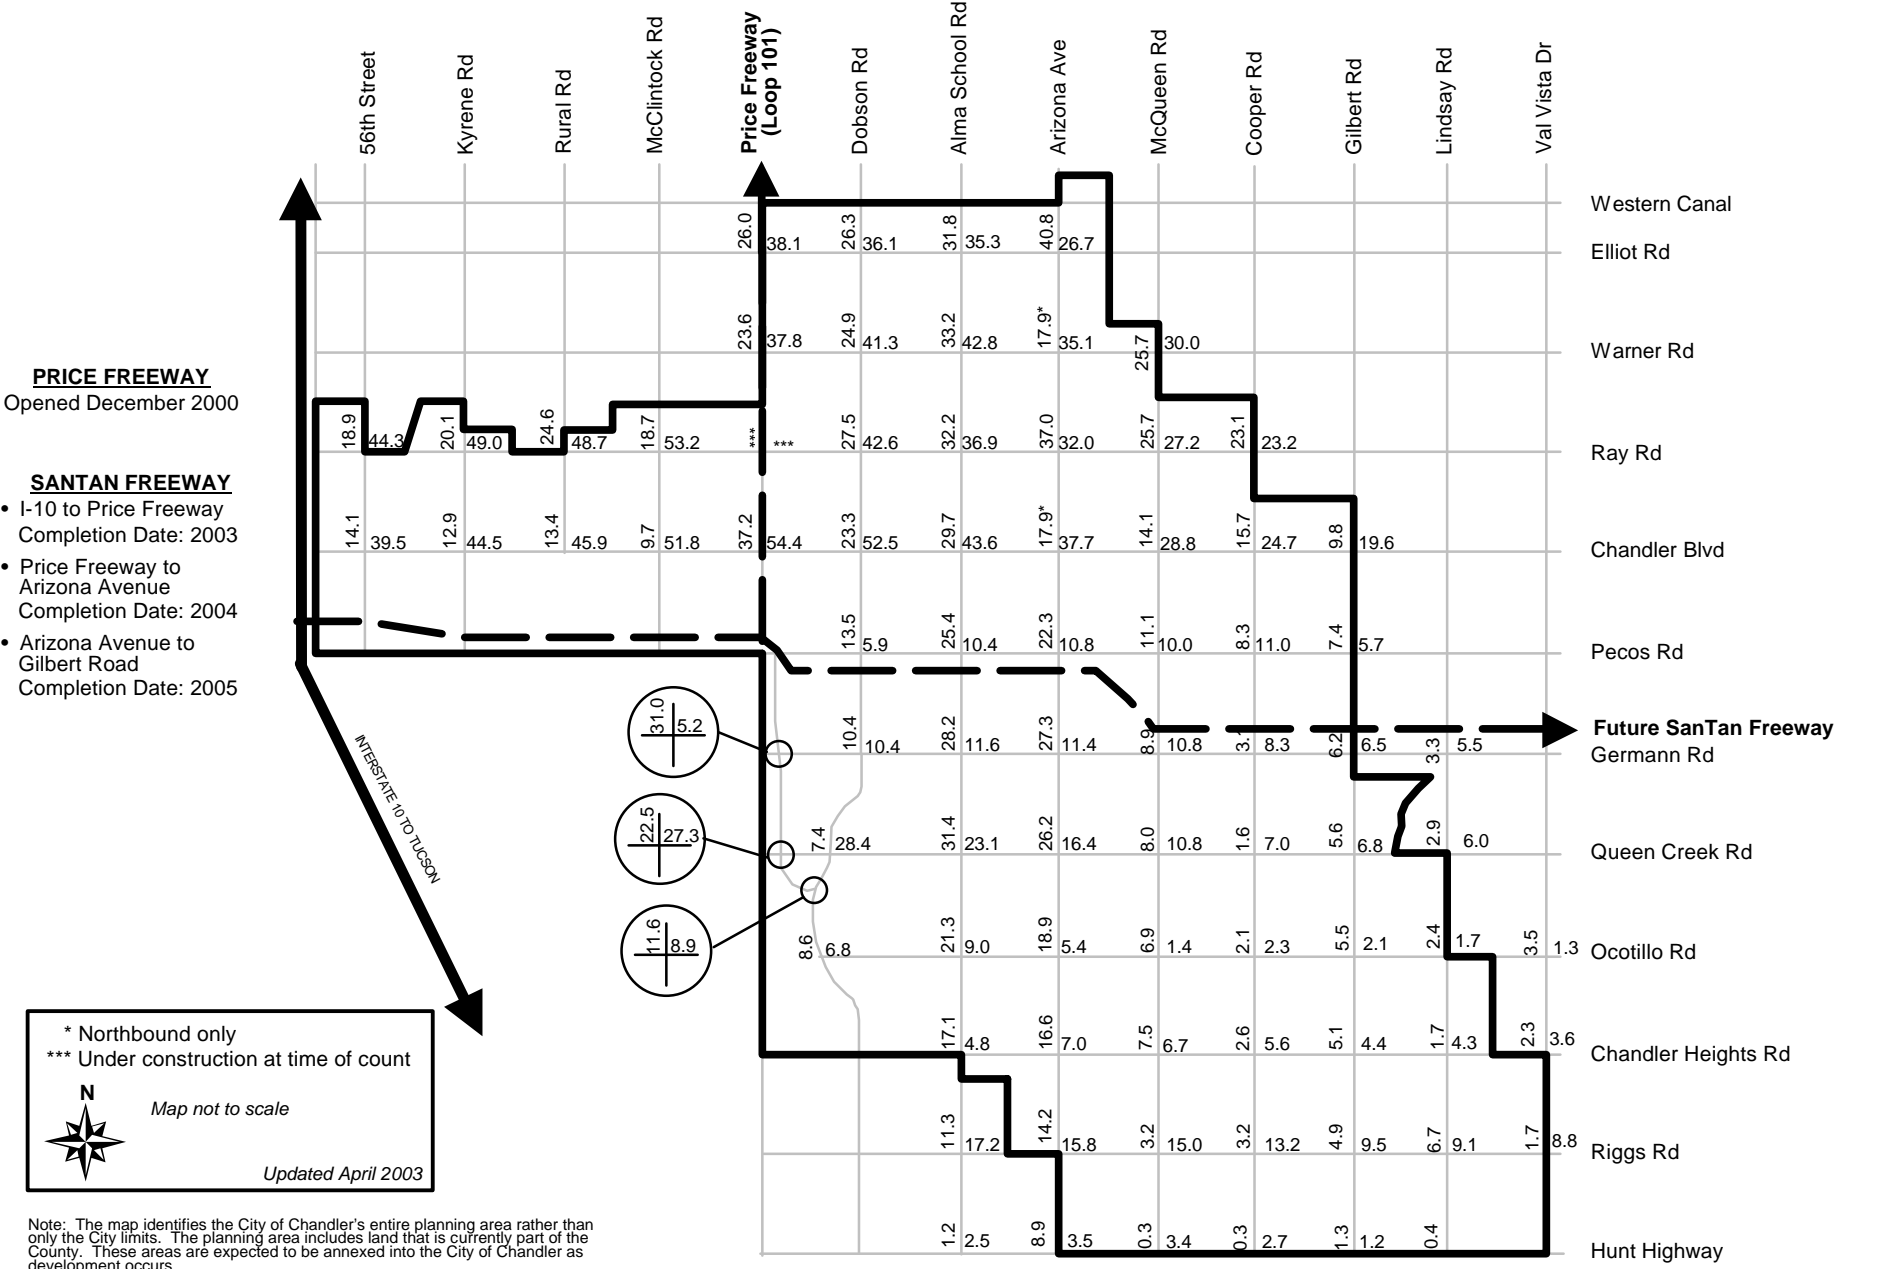 56th Street
Kyrene Rd
Rural Rd
McClintock Rd
Price Freeway
(Loop 101)
Dobson Rd
Alma School Rd
Arizona Ave
McQueen Rd
Cooper Rd
Gilbert Rd
Lindsay Rd
Val Vista Dr
Western Canal
26.0 38.1 26.3 36.1 31.8 35.3 40.8 26.7
Elliot Rd
23.6 37.8 24.9 41.3 33.2 42.8 17.9* 35.1 25.7 30.0
Warner Rd
PRICE FREEWAY
Opened December 2000
18.9 44.3 20.1 49.0 24.6 48.7 18.7 53.2 *** *** 27.5 42.6 32.2 36.9 37.0 32.0 25.7 27.2 23.1 23.2
Ray Rd
SANTAN FREEWAY
• I-10 to Price Freeway
Completion Date: 2003
• Price Freeway to
Arizona Avenue
Completion Date: 2004
• Arizona Avenue to
Gilbert Road
Completion Date: 2005
14.1 39.5 12.9 44.5 13.4 45.9 9.7 51.8 37.2 54.4 23.3 52.5 29.7 43.6 17.9* 37.7 14.1 28.8 15.7 24.7 9.8 19.6
Chandler Blvd
13.5 5.9 25.4 10.4 22.3 10.8 11.1 10.0 8.3 11.0 7.4 5.7
Pecos Rd
Future SanTan Freeway
31.0 5.2 10.4 10.4 28.2 11.6 27.3 11.4 8.9 10.8 8.3 6.2 6.5 3.3 5.5
Germann Rd
INTERSTATE 10 TO TUCSON
22.5 27.3 7.4 28.4 31.4 23.1 26.2 16.4 8.0 10.8 1.6 7.0 5.6 6.8 2.9 6.0
Queen Creek Rd
11.6 8.9
8.6 6.8 21.3 9.0 18.9 5.4 6.9 1.4 2.1 2.3 5.5 2.1 2.4 1.7 3.5 1.3
Ocotillo Rd
17.1 4.8 16.6 7.0 7.5 6.7 2.6 5.6 5.1 4.4 1.7 4.3 2.3 3.6
Chandler Heights Rd
11.3 17.2 14.2 15.8 3.2 15.0 3.2 13.2 4.9 9.5 6.7 9.1 1.7 8.8
Riggs Rd
1.2 2.5 8.9 3.5 0.3 3.4 0.3 2.7 1.3 1.2 0.4
Hunt Highway
* Northbound only
*** Under construction at time of count
N
Map not to scale
Updated April 2003
Note: The map identifies the City of Chandler's entire planning area rather than
only the City limits. The planning area includes land that is currently part of the
County. These areas are expected to be annexed into the City of Chandler as
development occurs